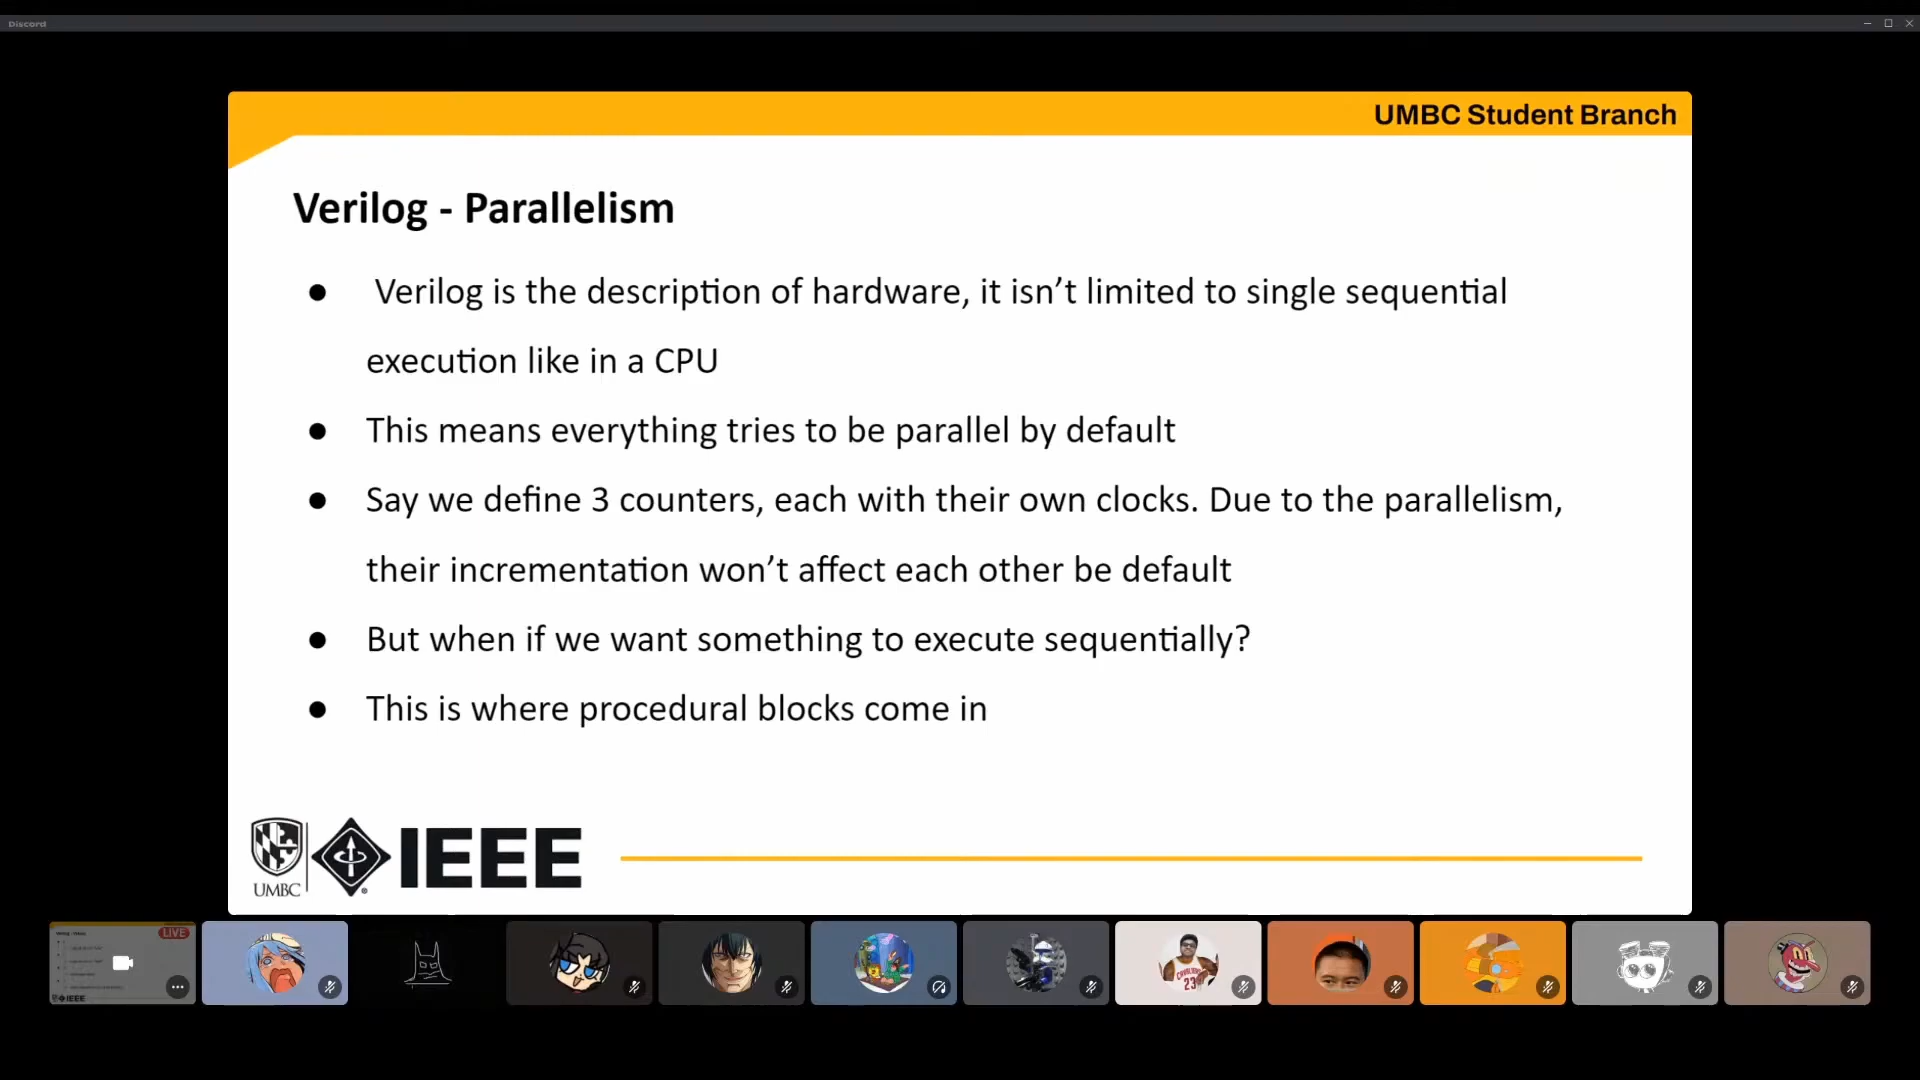 Discord
UMBC Student Branch
Verilog - Parallelism
● Verilog is the description of hardware, it isn’t limited to single sequential
execution like in a CPU
● This means everything tries to be parallel by default
● Say we define 3 counters, each with their own clocks. Due to the parallelism,
their incrementation won’t affect each other be default
● But when if we want something to execute sequentially?
● This is where procedural blocks come in
UMBC
IEEE
LIVE
IEEE
CAVALIERS
23